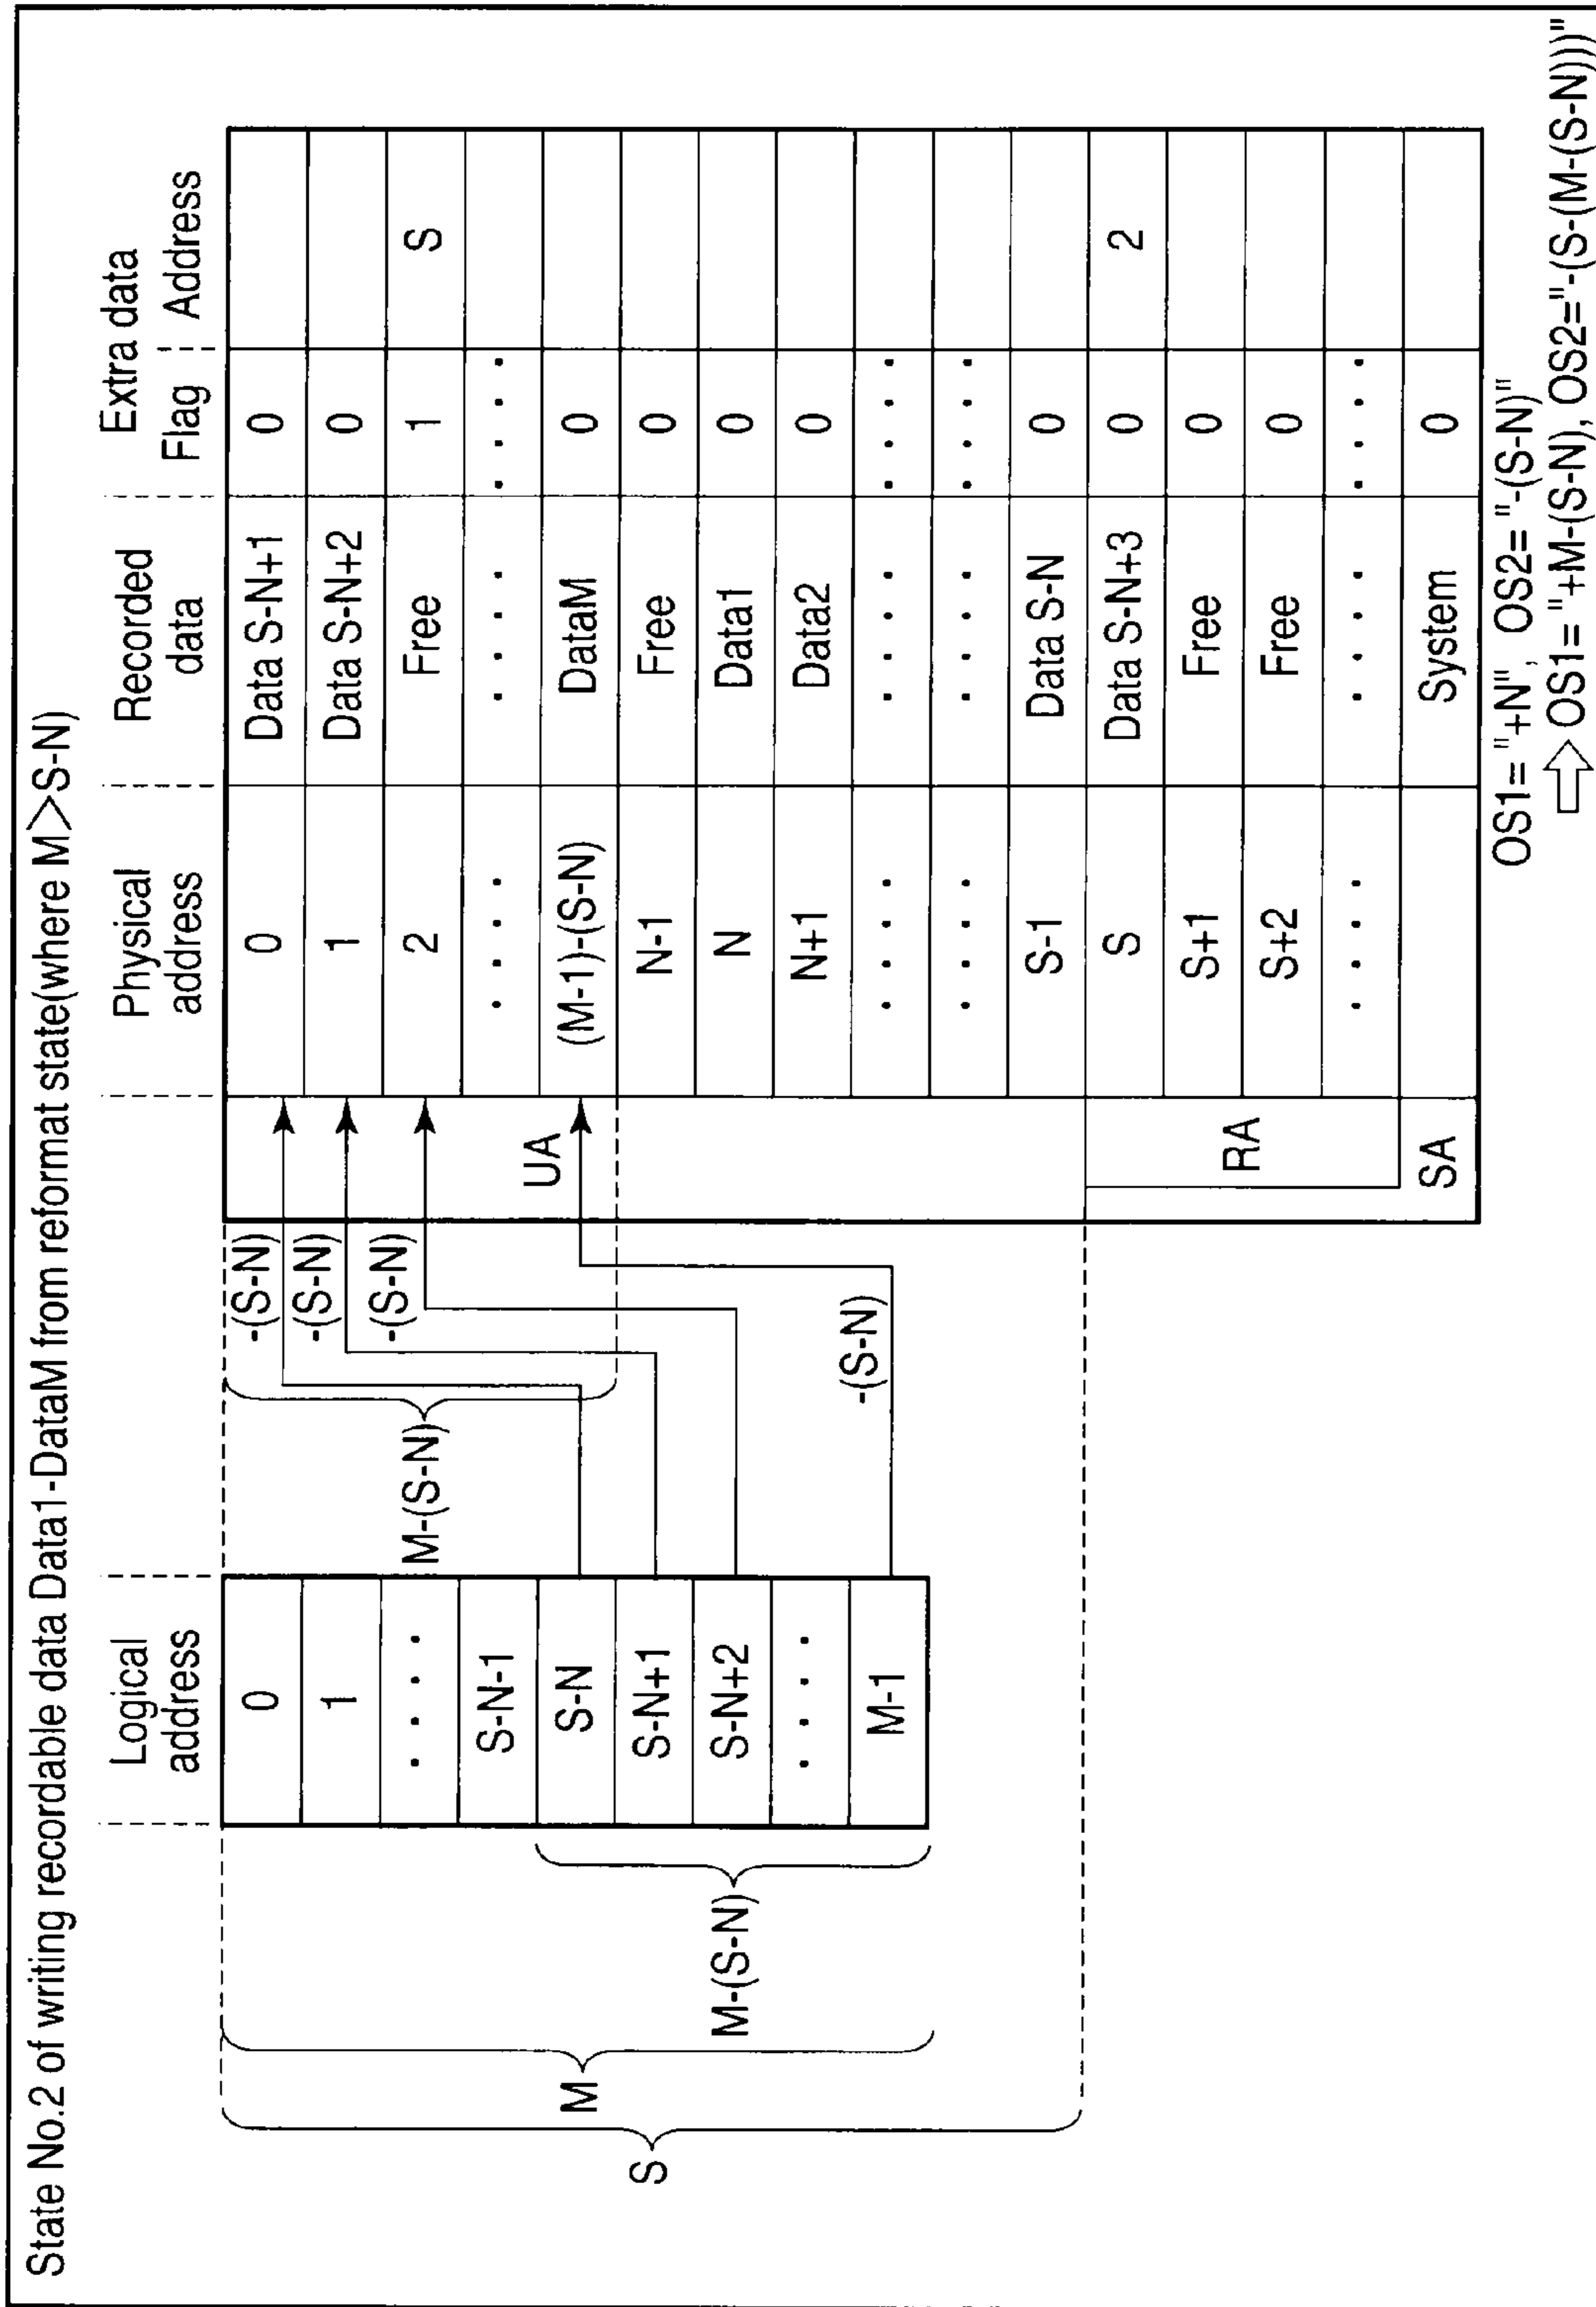 State No.2 of writing recordable data Data1-DataM from reformat state(where M>S-N)
Logical address
0
1
· · · ·
S-N-1
S-N
S-N+1
S-N+2
· · · ·
M-1
S
M
M-(S-N)
M-(S-N)
-(S-N)
-(S-N)
-(S-N)
-(S-N)
UA
RA
SA
Physical address Recorded data Extra data
Flag Address
0 Data S-N+1 0
1 Data S-N+2 0
2 Free 1 S
· · · · · · · · · · · ·
(M-1)-(S-N) DataM 0
N-1 Free 0
N Data1 0
N+1 Data2 0
· · · · · · · · · · · ·
· · · · · · · · · · · ·
S-1 Data S-N 0
S Data S-N+3 0 2
S+1 Free 0
S+2 Free 0
· · · · · · · · · · · ·
System 0
OS1="+N", OS2= "-(S-N)"
⇨ OS1= "+M-(S-N), OS2="-(S-(M-(S-N)))"